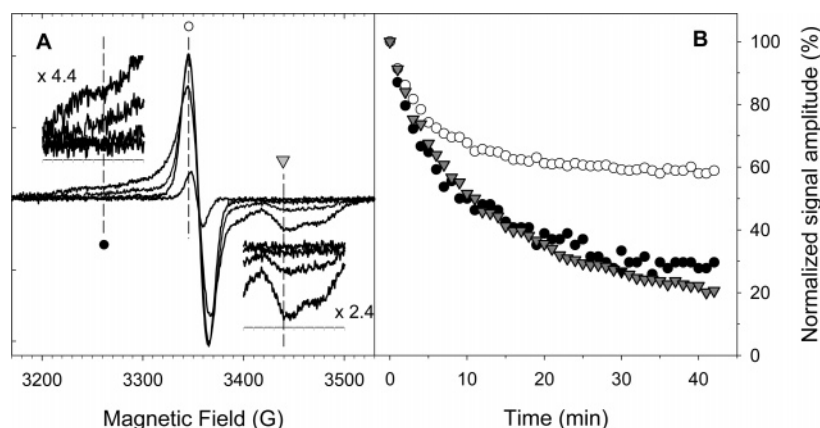 A
x 4.4
x 2.4
3200
3300
3400
3500
Magnetic Field (G)
B
100
80
60
40
20
0
Normalized signal amplitude (%)
0
10
20
30
40
Time (min)